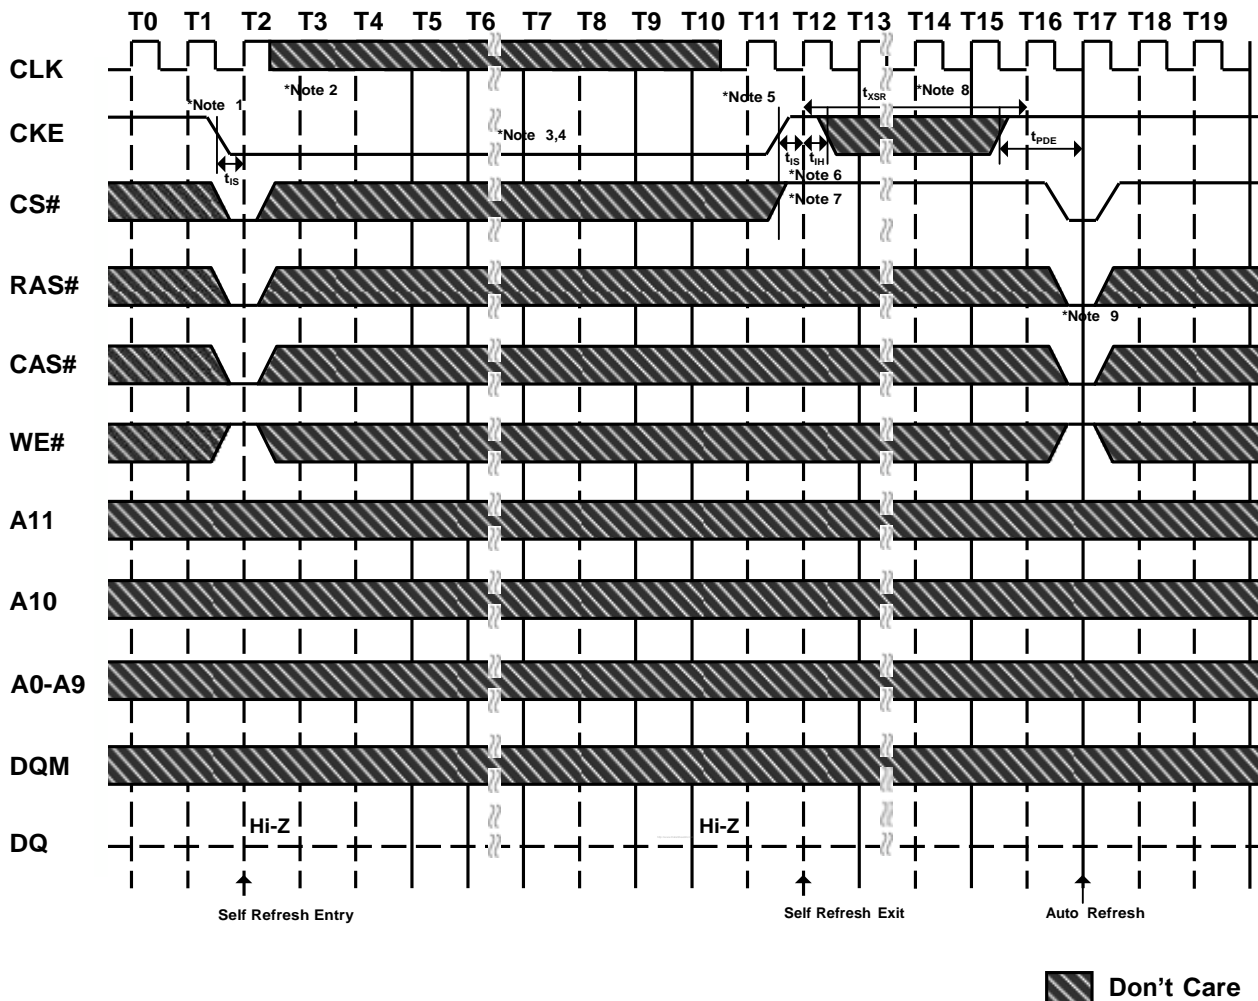 T0 T1 T2 T3 T4 T5 T6 T7 T8 T9 T10 T11 T12 T13 T14 T15 T16 T17 T18 T19
CLK
*Note 2
*Note 1
*Note 5
tXSR
*Note 8
CKE
*Note 3,4
tPDE
tIS
tIS
tIH
*Note 6
CS#
*Note 7
RAS#
*Note 9
CAS#
WE#
A11
A10
A0-A9
DQM
Hi-Z
Hi-Z
DQ
Self Refresh Entry
Self Refresh Exit
Auto Refresh
Don't Care